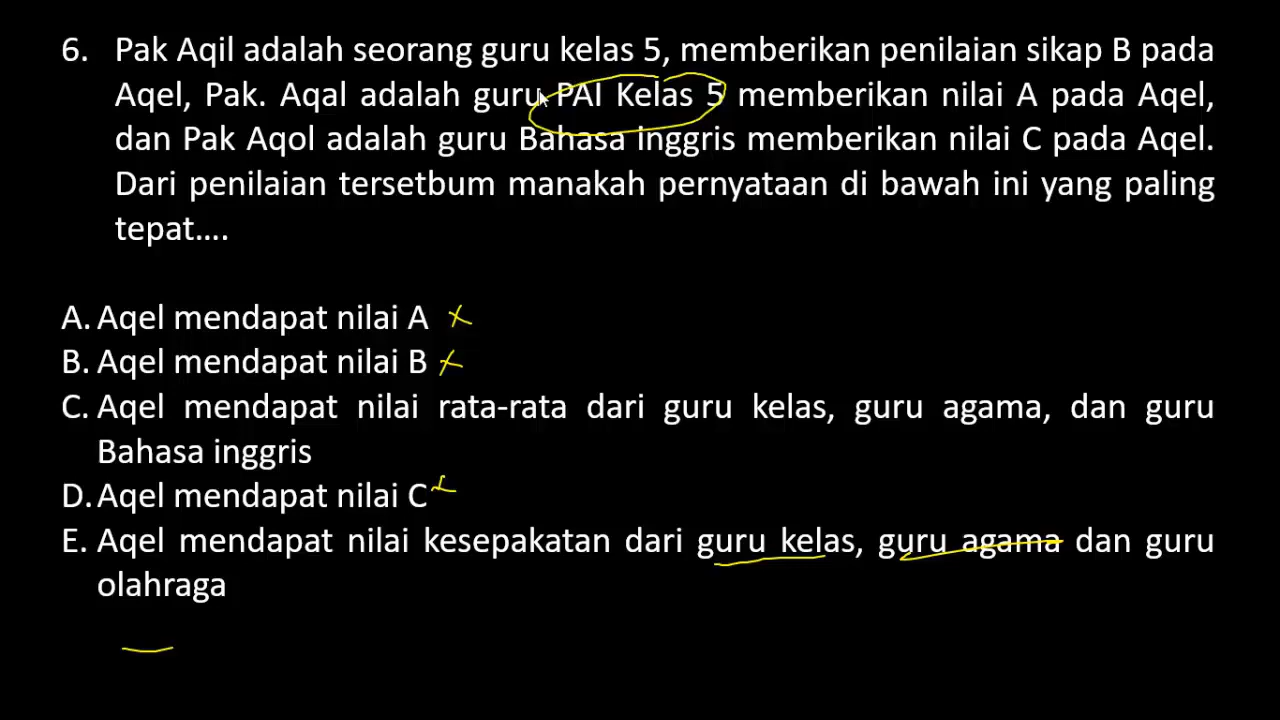 6. Pak Aqil adalah seorang guru kelas 5, memberikan penilaian sikap B pada
Aqel, Pak. Aqal adalah guru PAI Kelas 5 memberikan nilai A pada Aqel,
dan Pak Aqol adalah guru Bahasa inggris memberikan nilai C pada Aqel.
Dari penilaian tersetbum manakah pernyataan di bawah ini yang paling
tepat....
A. Aqel mendapat nilai A
B. Aqel mendapat nilai B
C. Aqel mendapat nilai rata-rata dari guru kelas, guru agama, dan guru
Bahasa inggris
D. Aqel mendapat nilai C
E. Aqel mendapat nilai kesepakatan dari guru kelas, guru agama dan guru
olahraga